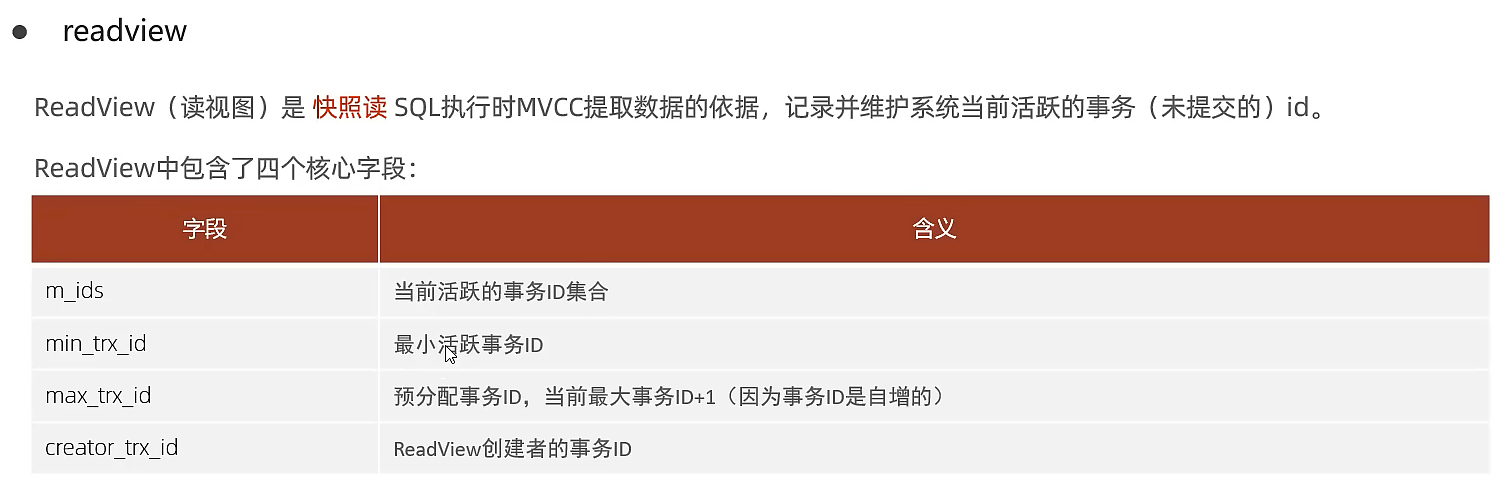 ● readview
ReadView（读视图）是 快照读 SQL执行时MVCC提取数据的依据，记录并维护系统当前活跃的事务（未提交的）id。
ReadView中包含了四个核心字段：
字段 含义
m_ids 当前活跃的事务ID集合
min_trx_id 最小活跃事务ID
max_trx_id 预分配事务ID，当前最大事务ID+1（因为事务ID是自增的）
creator_trx_id ReadView创建者的事务ID